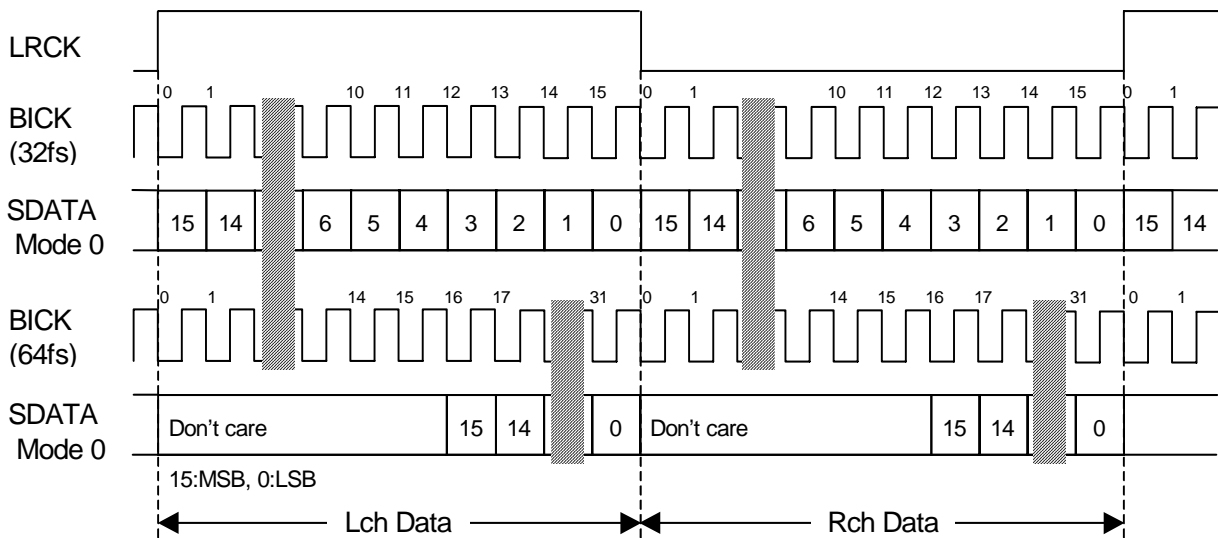 LRCK
0 1 10 11 12 13 14 15 0 1 10 11 12 13 14 15 0 1
BICK
(32fs)
SDATA
Mode 0
15 14 6 5 4 3 2 1 0 15 14 6 5 4 3 2 1 0 15 14
0 1 14 15 16 17 31 0 1 14 15 16 17 31 0 1
BICK
(64fs)
SDATA
Mode 0
Don't care 15 14 0 Don't care 15 14 0
15:MSB, 0:LSB
Lch Data Rch Data